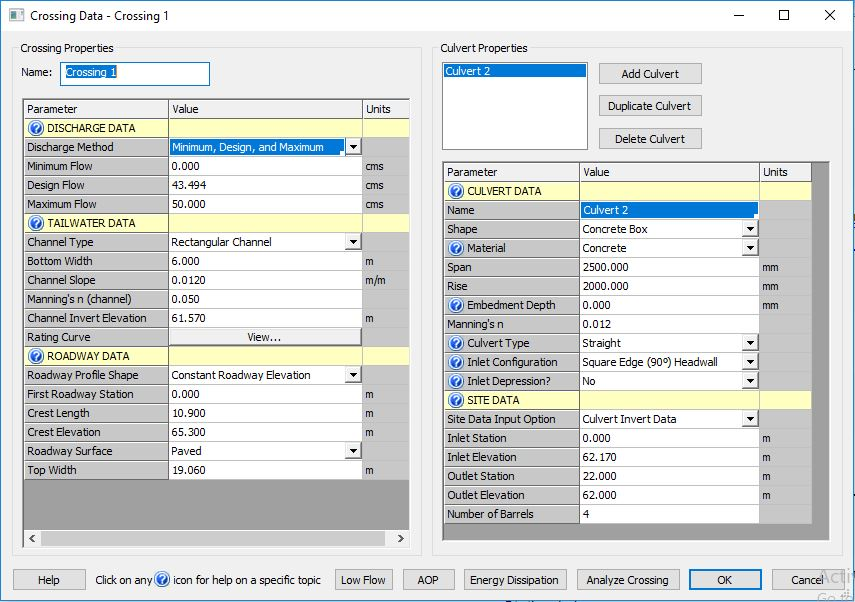 Crossing Data - Crossing 1
Crossing Properties
Name: Crossing 1
Parameter Value Units
DISCHARGE DATA
Discharge Method Minimum, Design, and Maximum
Minimum Flow 0.000 cms
Design Flow 43.494 cms
Maximum Flow 50.000 cms
TAILWATER DATA
Channel Type Rectangular Channel
Bottom Width 6.000 m
Channel Slope 0.0120 m/m
Manning's n (channel) 0.050
Channel Invert Elevation 61.570 m
Rating Curve View...
ROADWAY DATA
Roadway Profile Shape Constant Roadway Elevation
First Roadway Station 0.000 m
Crest Length 10.900 m
Crest Elevation 65.300 m
Roadway Surface Paved
Top Width 19.060 m
Culvert Properties
Culvert 2
Add Culvert
Duplicate Culvert
Delete Culvert
Parameter Value Units
CULVERT DATA
Name Culvert 2
Shape Concrete Box
Material Concrete
Span 2500.000 mm
Rise 2000.000 mm
Embedment Depth 0.000 mm
Manning's n 0.012
Culvert Type Straight
Inlet Configuration Square Edge (90º) Headwall
Inlet Depression? No
SITE DATA
Site Data Input Option Culvert Invert Data
Inlet Station 0.000 m
Inlet Elevation 62.170 m
Outlet Station 22.000 m
Outlet Elevation 62.000 m
Number of Barrels 4
Help Click on any ? icon for help on a specific topic Low Flow AOP Energy Dissipation Analyze Crossing OK Cancel